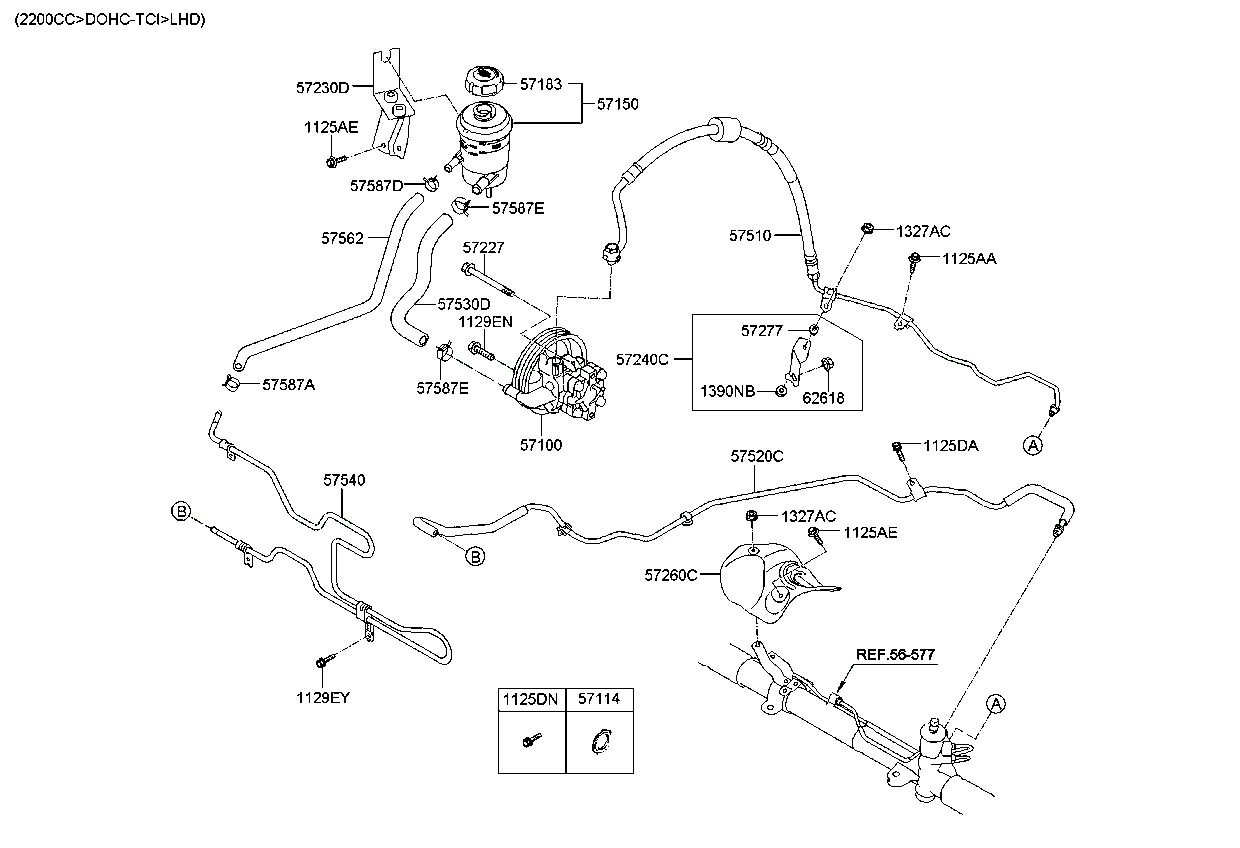 (2200CC>DOHC-TCI>LHD)
57183
57230D
57150
1125AE
57587D
57587E
57562
57510
1327AC
57227
1125AA
57530D
1129EN
57277
57240C
57587A
57587E
1390NB
62618
57100
A
1125DA
57520C
57540
B
1327AC
1125AE
B
57260C
REF.56-577
1129EY
1125DN
57114
A